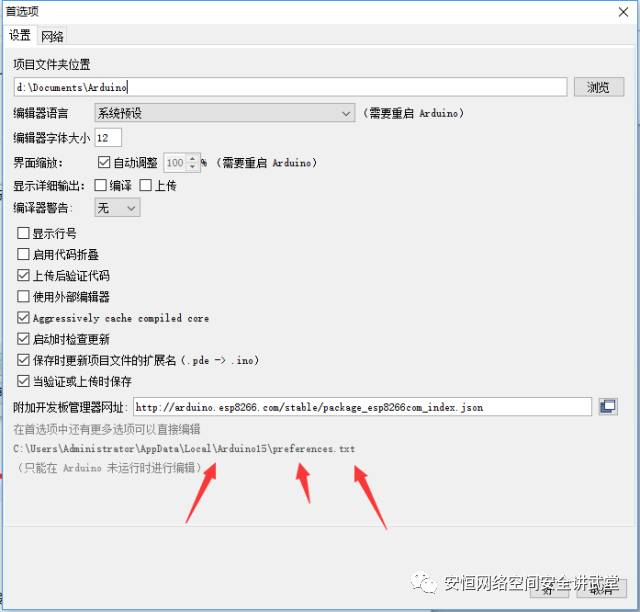 首选项
设置 网络
项目文件夹位置
d:\Documents\Arduino 浏览
编辑器语言 系统预设 （需要重启 Arduino）
编辑器字体大小 12
界面缩放： 自动调整 100 % （需要重启 Arduino）
显示详细输出： 编译 上传
编译器警告： 无
显示行号
启用代码折叠
上传后验证代码
使用外部编辑器
Aggressively cache compiled core
启动时检查更新
保存时更新项目文件的扩展名（.pde -> .ino）
当验证或上传时保存
附加开发板管理器网址： http://arduino.esp8266.com/stable/package_esp8266com_index.json
在首选项中还有更多选项可以直接编辑
C:\Users\Administrator\AppData\Local\Arduino15\preferences.txt
（只能在 Arduino 未运行时进行编辑）
安恒网络空间安全讲武堂
好 取消